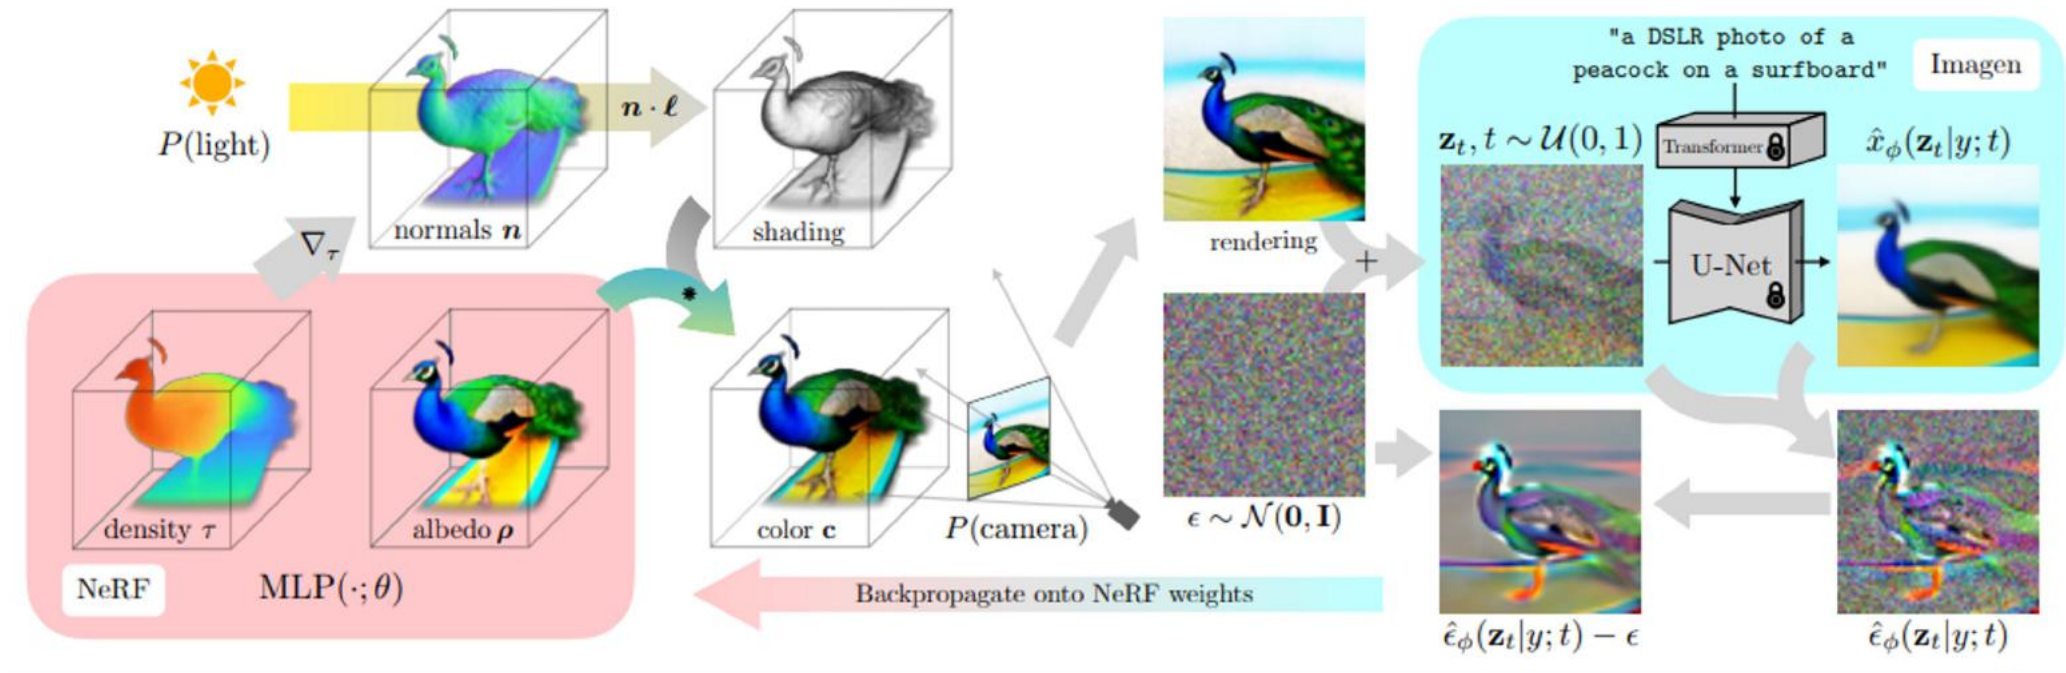 P(light)
n · ℓ
∇τ
normals n
shading
density τ
albedo ρ
NeRF
MLP(·; θ)
*
color c
P(camera)
Backpropagate onto NeRF weights
rendering
+
ϵ ∼ 𝒩(0, I)
"a DSLR photo of a
peacock on a surfboard"
Imagen
z_t, t ∼ 𝒰(0, 1)
Transformer
x̂_ϕ(z_t|y; t)
U-Net
ϵ̂_ϕ(z_t|y; t) − ϵ
ϵ̂_ϕ(z_t|y; t)